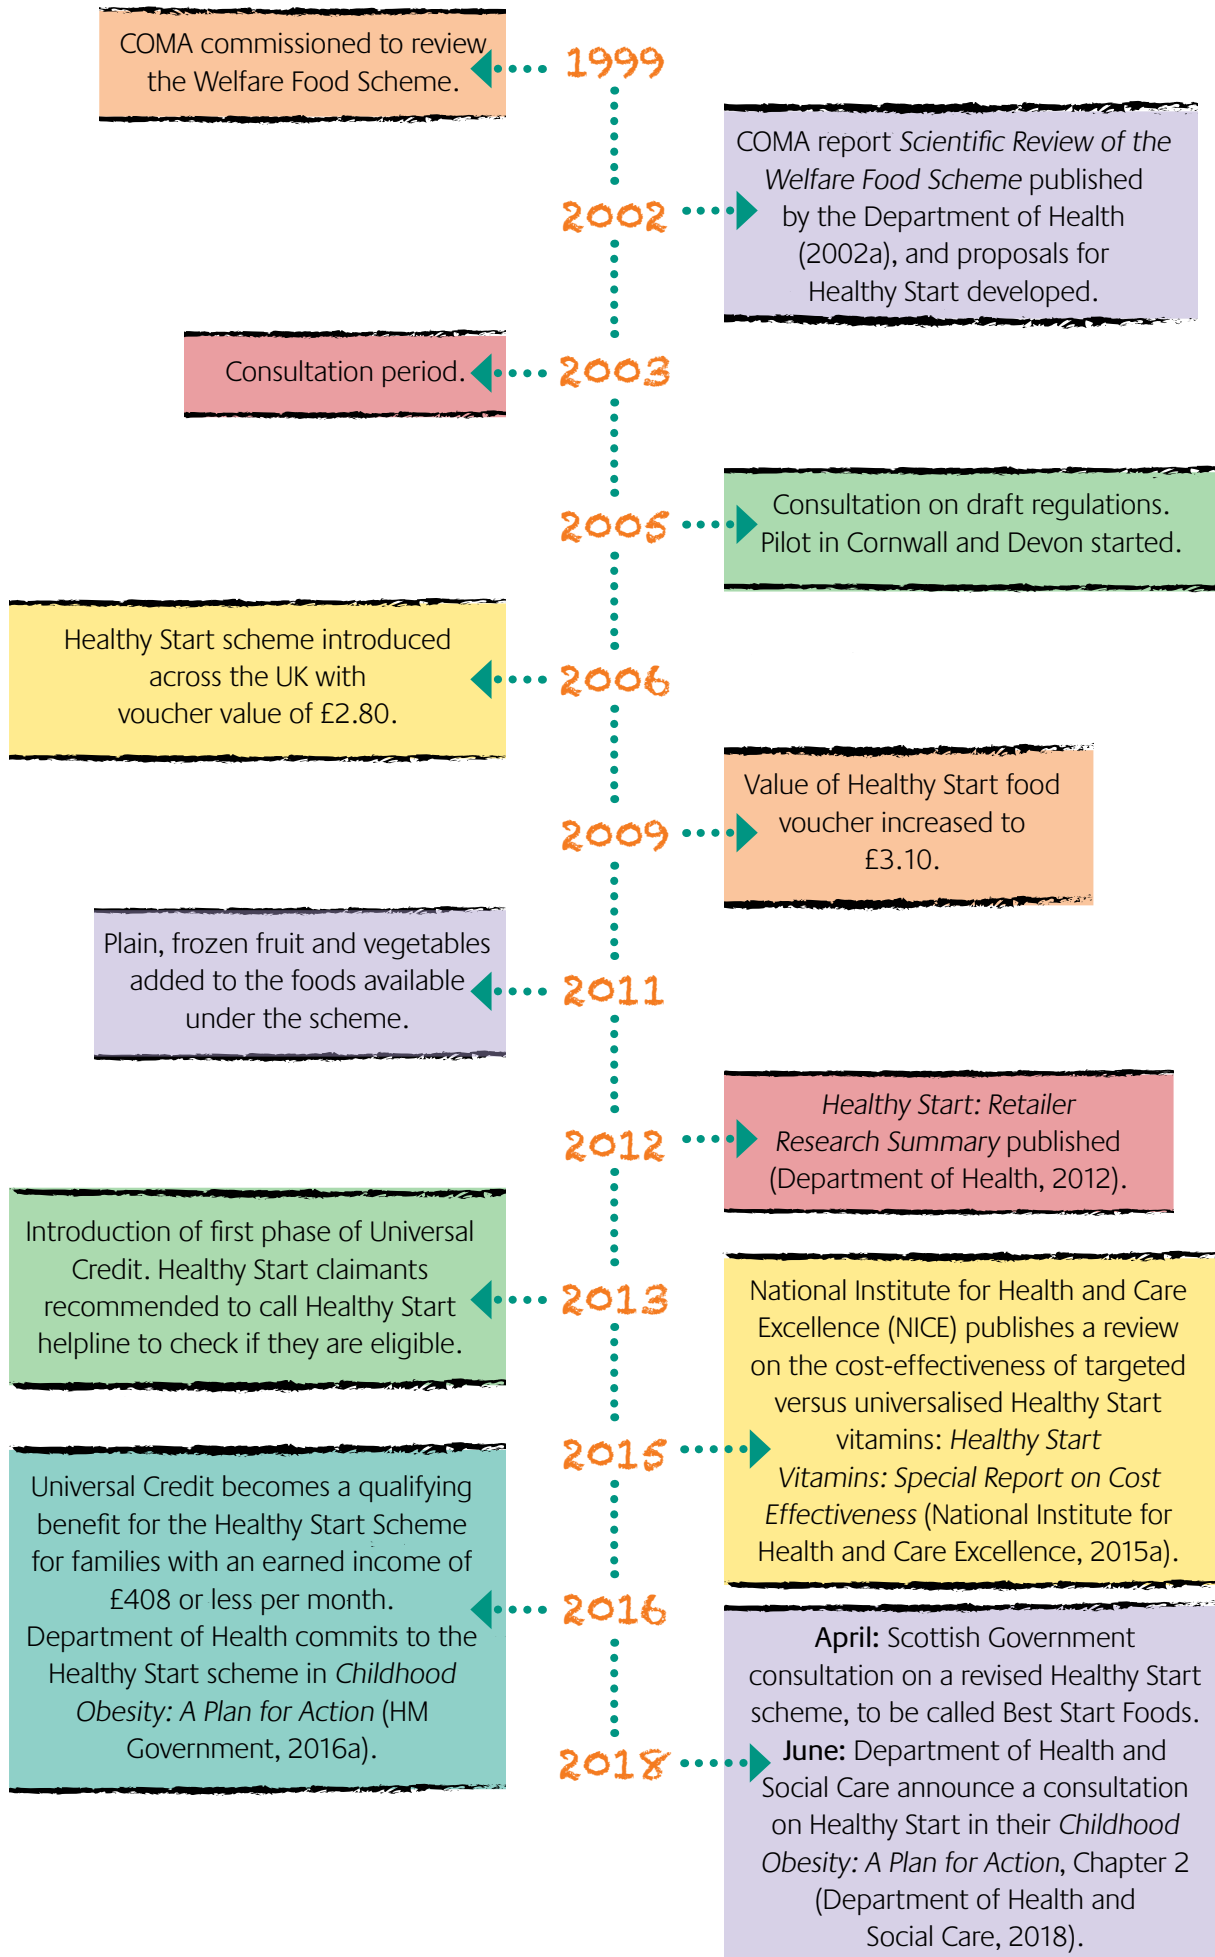 COMA commissioned to review
the Welfare Food Scheme.
1999
COMA report Scientific Review of the
Welfare Food Scheme published
by the Department of Health
(2002a), and proposals for
Healthy Start developed.
2002
Consultation period.
2003
Consultation on draft regulations.
Pilot in Cornwall and Devon started.
2005
Healthy Start scheme introduced
across the UK with
voucher value of £2.80.
2006
Value of Healthy Start food
voucher increased to
£3.10.
2009
Plain, frozen fruit and vegetables
added to the foods available
under the scheme.
2011
Healthy Start: Retailer
Research Summary published
(Department of Health, 2012).
2012
Introduction of first phase of Universal
Credit. Healthy Start claimants
recommended to call Healthy Start
helpline to check if they are eligible.
2013
National Institute for Health and Care
Excellence (NICE) publishes a review
on the cost-effectiveness of targeted
versus universalised Healthy Start
vitamins: Healthy Start
Vitamins: Special Report on Cost
Effectiveness (National Institute for
Health and Care Excellence, 2015a).
2015
Universal Credit becomes a qualifying
benefit for the Healthy Start Scheme
for families with an earned income of
£408 or less per month.
Department of Health commits to the
Healthy Start scheme in Childhood
Obesity: A Plan for Action (HM
Government, 2016a).
2016
April: Scottish Government
consultation on a revised Healthy Start
scheme, to be called Best Start Foods.
June: Department of Health and
Social Care announce a consultation
on Healthy Start in their Childhood
Obesity: A Plan for Action, Chapter 2
(Department of Health and
Social Care, 2018).
2018